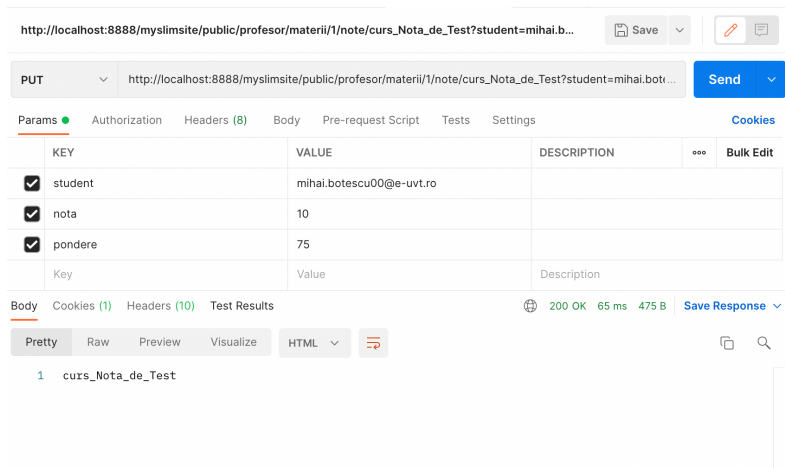 http://localhost:8888/myslimsite/public/profesor/materii/1/note/curs_Nota_de_Test?student=mihai.b... Save
PUT http://localhost:8888/myslimsite/public/profesor/materii/1/note/curs_Nota_de_Test?student=mihai.bote... Send
Params Authorization Headers (8) Body Pre-request Script Tests Settings Cookies
KEY VALUE DESCRIPTION ooo Bulk Edit
student mihai.botescu00@e-uvt.ro
nota 10
pondere 75
Key Value Description
Body Cookies (1) Headers (10) Test Results 200 OK 65 ms 475 B Save Response
Pretty Raw Preview Visualize HTML
1 curs_Nota_de_Test